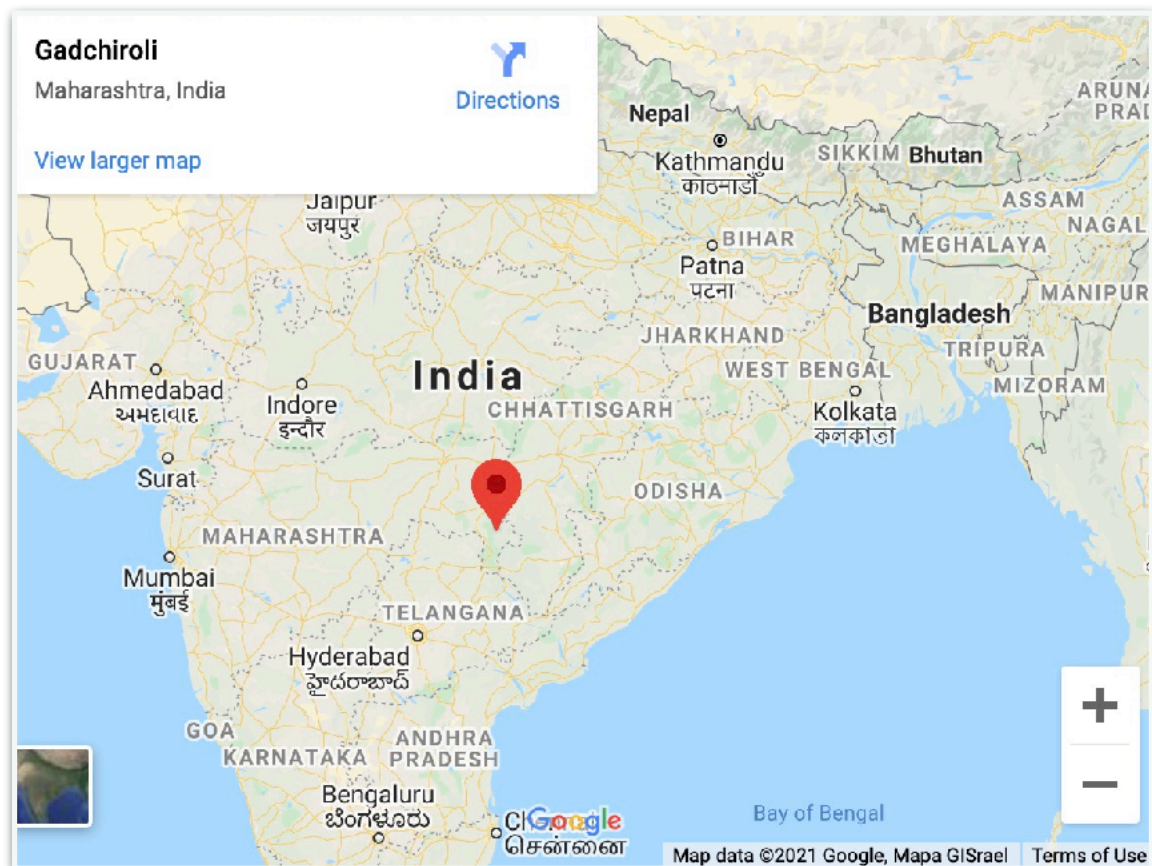 Gadchiroli
Maharashtra, India
Directions
View larger map
ARUNA
PRAD
Nepal
Kathmandu
काठमाडौं
SIKKIM
Bhutan
ASSAM
NAGAL
Jaipur
जयपुर
BIHAR
MEGHALAYA
Patna
पटना
MANIPUR
Bangladesh
JHARKHAND
TRIPURA
GUJARAT
WEST BENGAL
MIZORAM
India
Ahmedabad
અમદાવાદ
Indore
इन्दौर
CHHATTISGARH
Kolkata
কলকাতা
Surat
ODISHA
MAHARASHTRA
Mumbai
मुंबई
TELANGANA
Hyderabad
హైదరాబాద్
GOA
KARNATAKA
ANDHRA
PRADESH
Bengaluru
ಬೆಂಗಳೂರು
Google
சென்னை
Bay of Bengal
Map data ©2021 Google, Mapa GISrael
Terms of Use